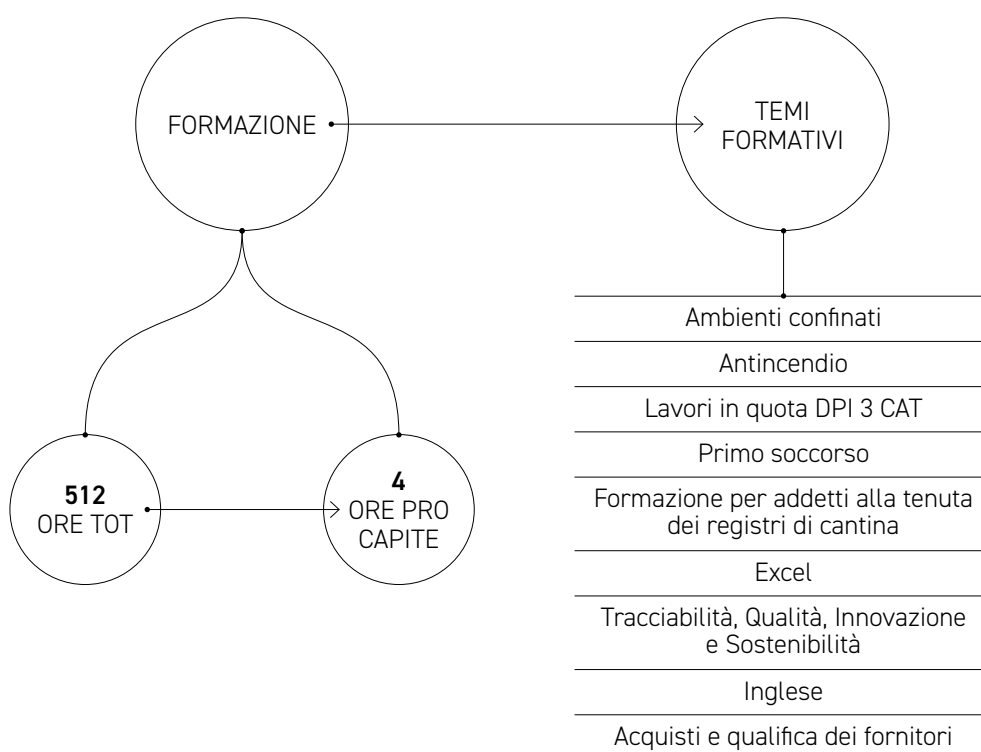 FORMAZIONE
TEMI
FORMATIVI
512
ORE TOT
4
ORE PRO
CAPITE
Ambienti confinati
Antincendio
Lavori in quota DPI 3 CAT
Primo soccorso
Formazione per addetti alla tenuta
dei registri di cantina
Excel
Tracciabilità, Qualità, Innovazione
e Sostenibilità
Inglese
Acquisti e qualifica dei fornitori